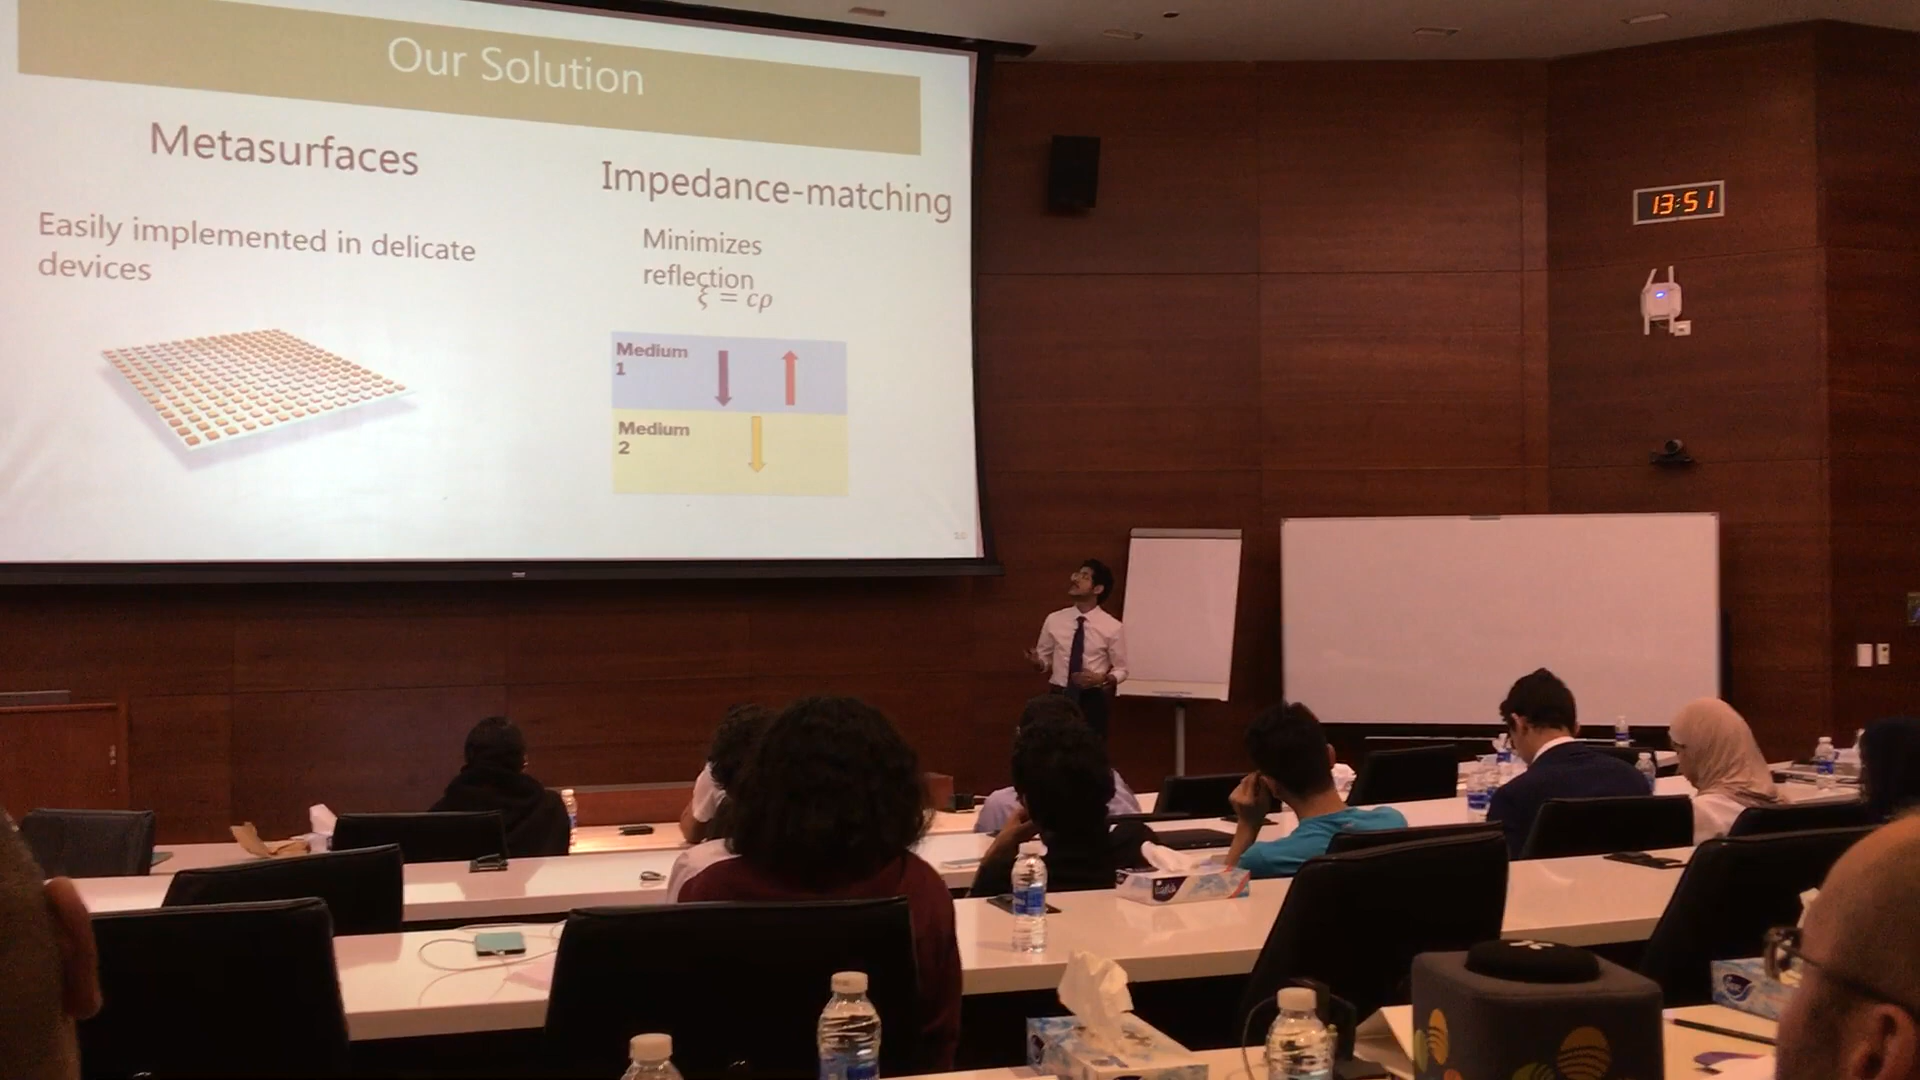 Our Solution
Metasurfaces
Easily implemented in delicate
devices
Impedance-matching
Minimizes
reflection
ξ = cρ
Medium
1
Medium
2
13:51